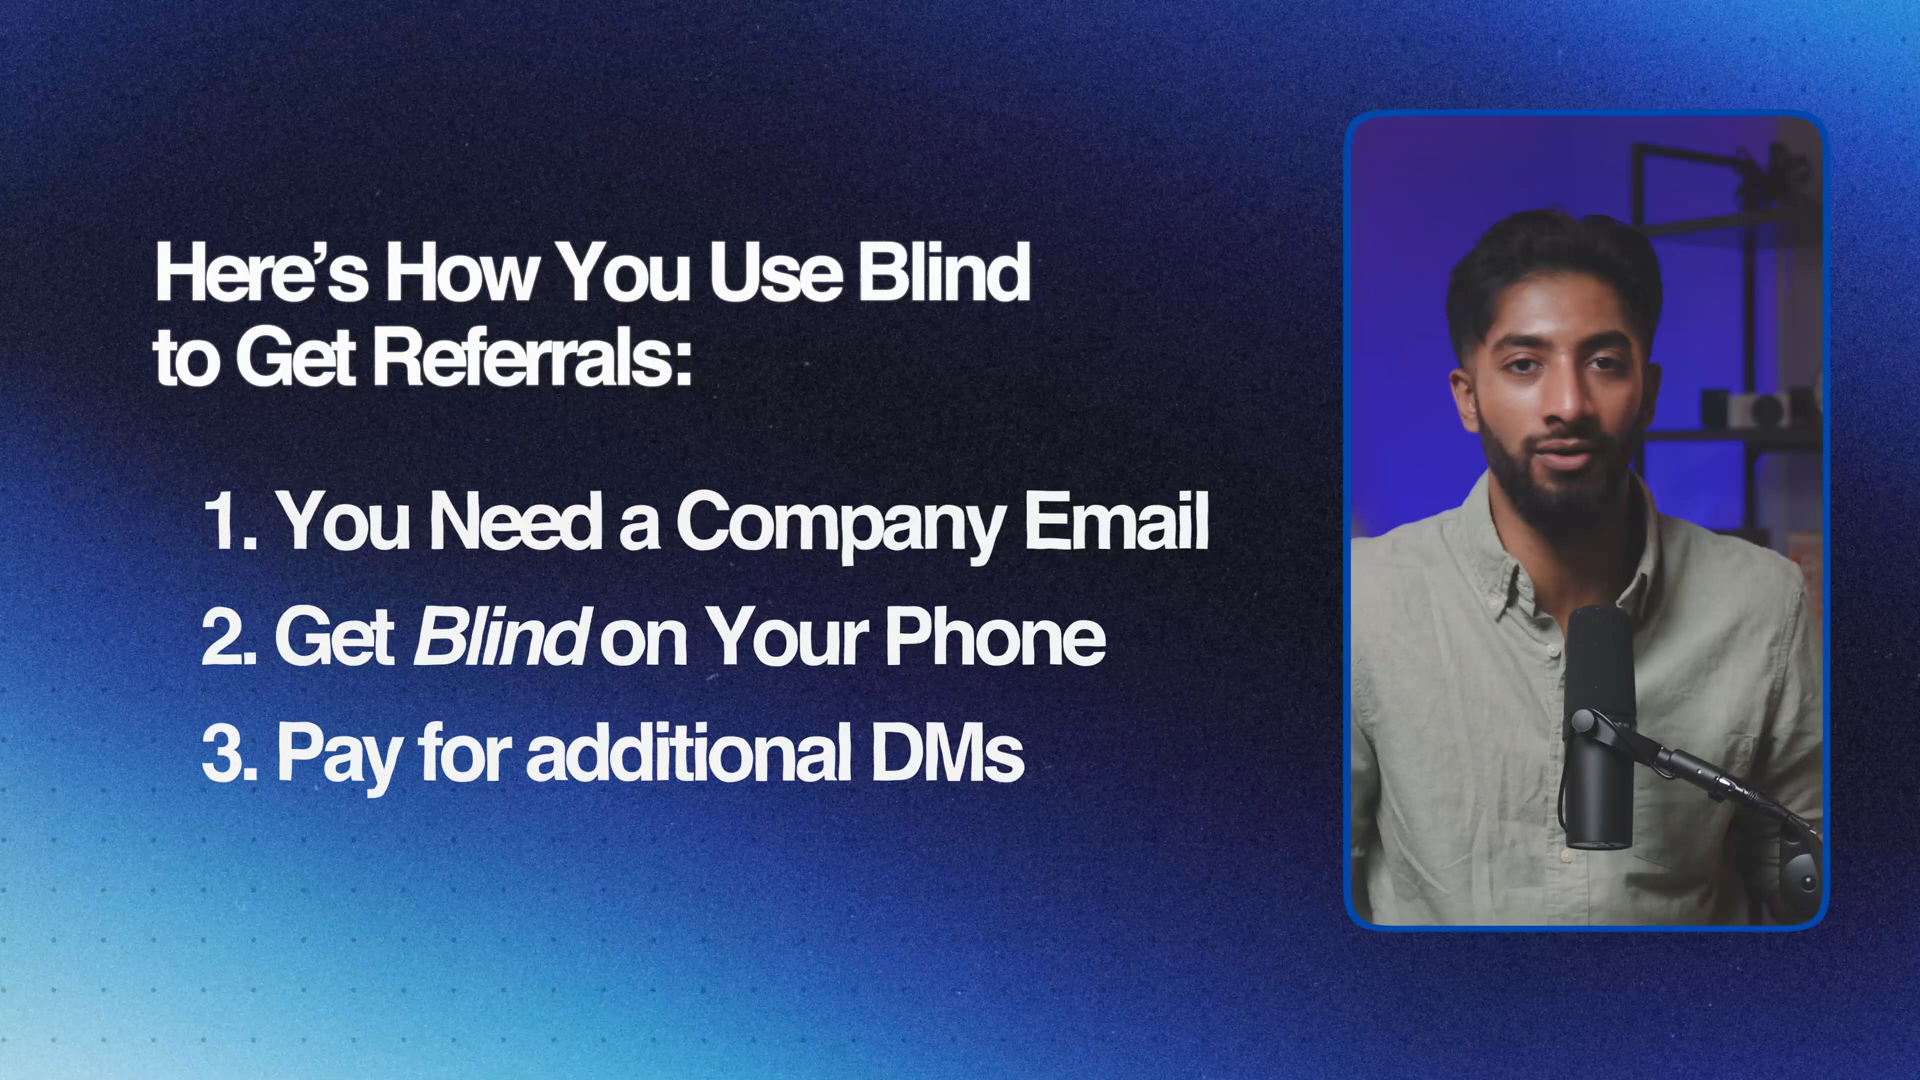 Here’s How You Use Blind
to Get Referrals:
1. You Need a Company Email
2. Get Blind on Your Phone
3. Pay for additional DMs